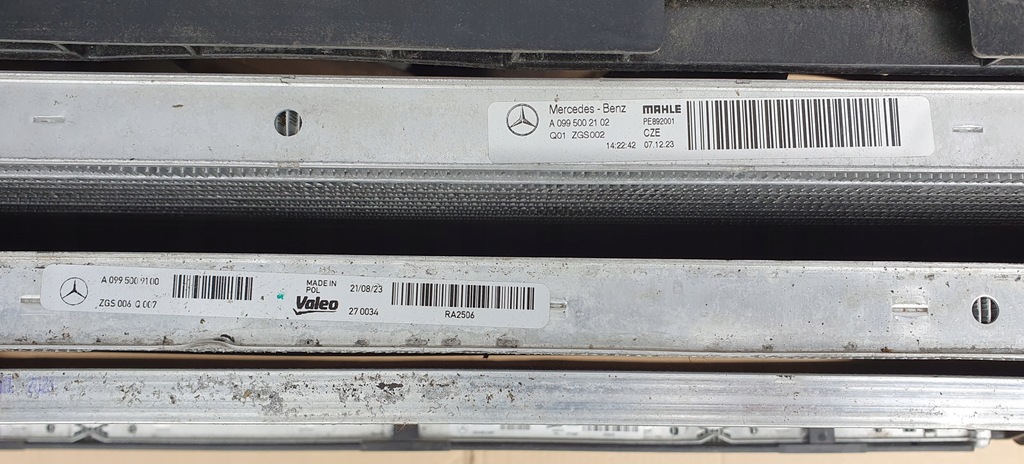 Mercedes-Benz MAHLE
A 099 500 21 02 PE892001
Q01 ZGS002 CZE
14:22:42 07.12.23
A 099 500 91 00
ZGS 006 Q 007
MADE IN
POL
Valeo
21/08/23
27 0034
RA2506